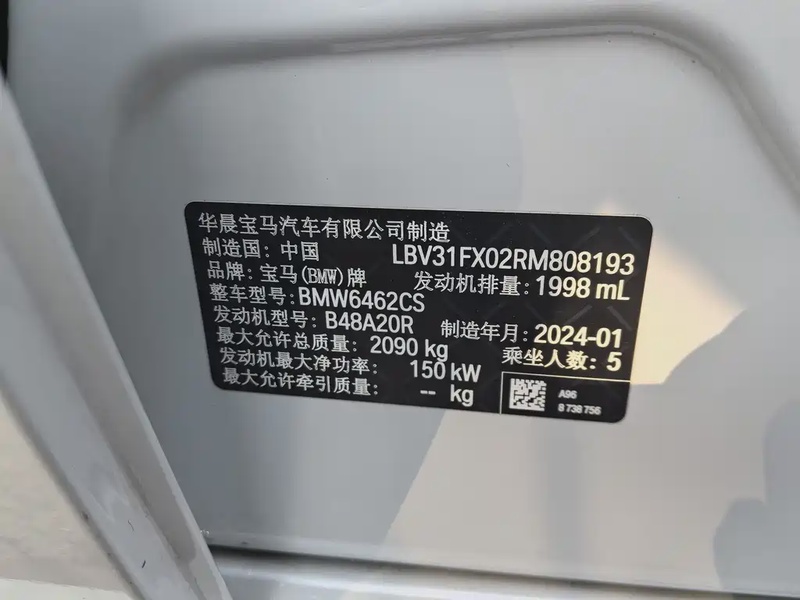 华晨宝马汽车有限公司制造
制造国: 中国 LBV31FX02RM808193
品牌: 宝马(BMW)牌 发动机排量: 1998 mL
整车型号: BMW6462CS
发动机型号: B48A20R 制造年月: 2024-01
最大允许总质量: 2090 kg 乘坐人数: 5
发动机最大净功率: 150 kW
最大允许牵引质量: -- kg
A96
8 738 756